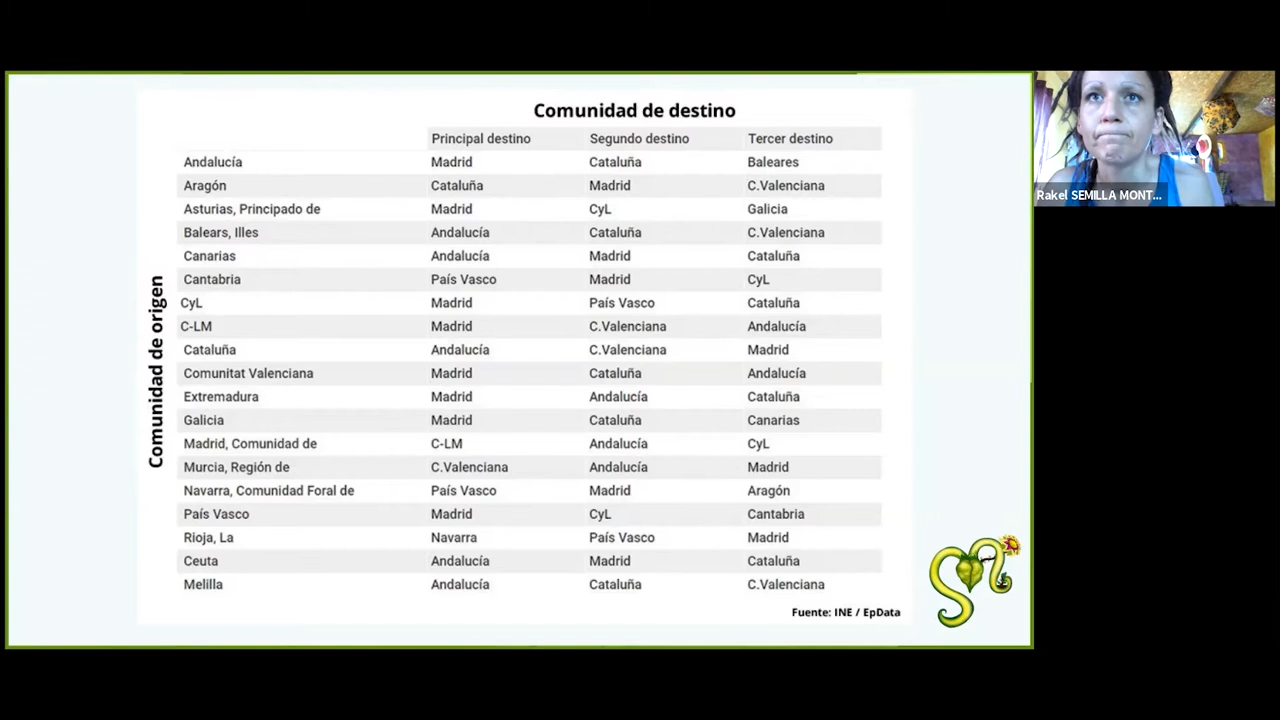 Comunidad de destino
Principal destino Segundo destino Tercer destino
Andalucía Madrid Cataluña Baleares
Aragón Cataluña Madrid C.Valenciana
Asturias, Principado de Madrid CyL Galicia
Balears, Illes Andalucía Cataluña C.Valenciana
Canarias Andalucía Madrid Cataluña
Cantabria País Vasco Madrid CyL
CyL Madrid País Vasco Cataluña
C-LM Madrid C.Valenciana Andalucía
Cataluña Andalucía C.Valenciana Madrid
Comunitat Valenciana Madrid Cataluña Andalucía
Extremadura Madrid Andalucía Cataluña
Galicia Madrid Cataluña Canarias
Madrid, Comunidad de C-LM Andalucía CyL
Murcia, Región de C.Valenciana Andalucía Madrid
Navarra, Comunidad Foral de País Vasco Madrid Aragón
País Vasco Madrid CyL Cantabria
Rioja, La Navarra País Vasco Madrid
Ceuta Andalucía Madrid Cataluña
Melilla Andalucía Cataluña C.Valenciana
Comunidad de origen
Fuente: INE / EpData
Rakel SEMILLA MONT...